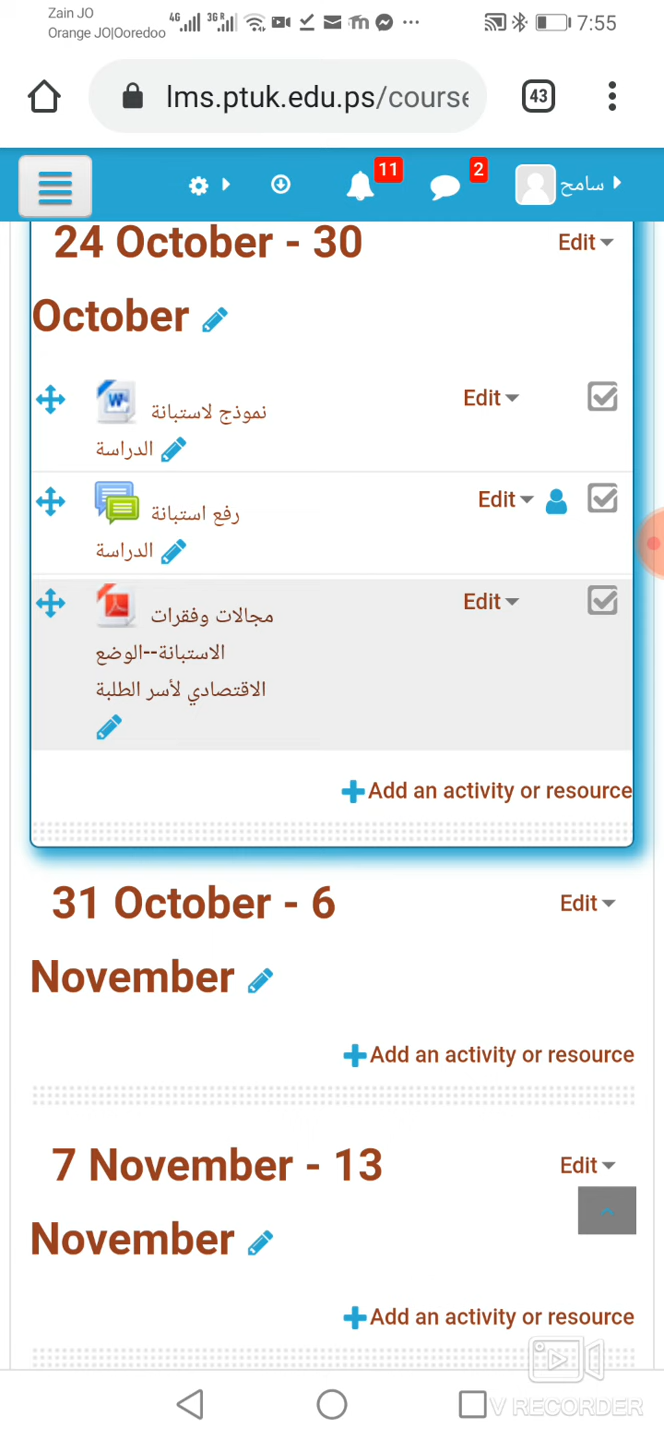 Zain JO
Orange JO|Ooredoo
4G
36 R
7:55
lms.ptuk.edu.ps/course
43
11
2
سامح
24 October - 30
October
Edit
نموذج لاستبانة
الدراسة
Edit
رفع استبانة
الدراسة
Edit
مجالات وفقرات
الاستبانة--الوضع
الاقتصادي لأسر الطلبة
Edit
Add an activity or resource
31 October - 6
November
Edit
Add an activity or resource
7 November - 13
November
Edit
Add an activity or resource
V RECORDER